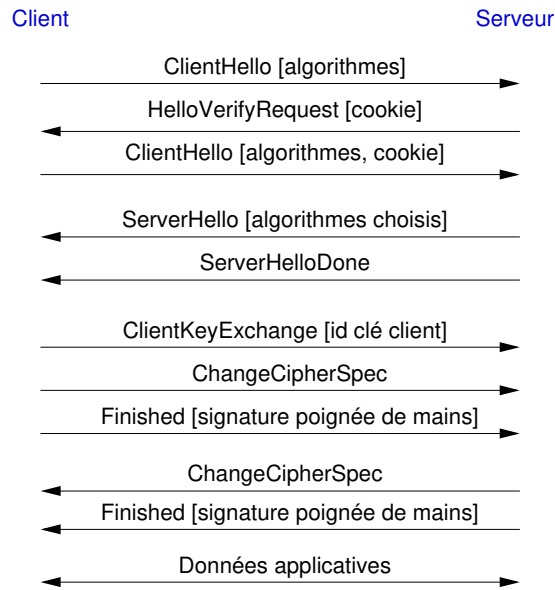 Client Serveur
ClientHello [algorithmes]
HelloVerifyRequest [cookie]
ClientHello [algorithmes, cookie]
ServerHello [algorithmes choisis]
ServerHelloDone
ClientKeyExchange [id clé client]
ChangeCipherSpec
Finished [signature poignée de mains]
ChangeCipherSpec
Finished [signature poignée de mains]
Données applicatives